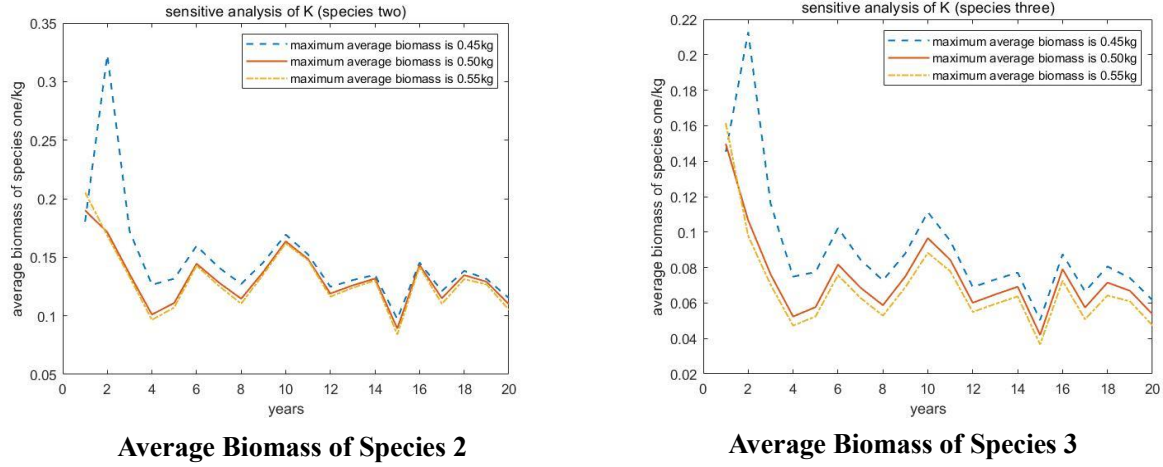 sensitive analysis of K (species two)
0.35
0.3
0.25
0.2
0.15
0.1
0.05
average biomass of species one/kg
maximum average biomass is 0.45kg
maximum average biomass is 0.50kg
maximum average biomass is 0.55kg
0 2 4 6 8 10 12 14 16 18 20
years
Average Biomass of Species 2
sensitive analysis of K (species three)
0.22
0.2
0.18
0.16
0.14
0.12
0.1
0.08
0.06
0.04
0.02
average biomass of species one/kg
maximum average biomass is 0.45kg
maximum average biomass is 0.50kg
maximum average biomass is 0.55kg
0 2 4 6 8 10 12 14 16 18 20
years
Average Biomass of Species 3